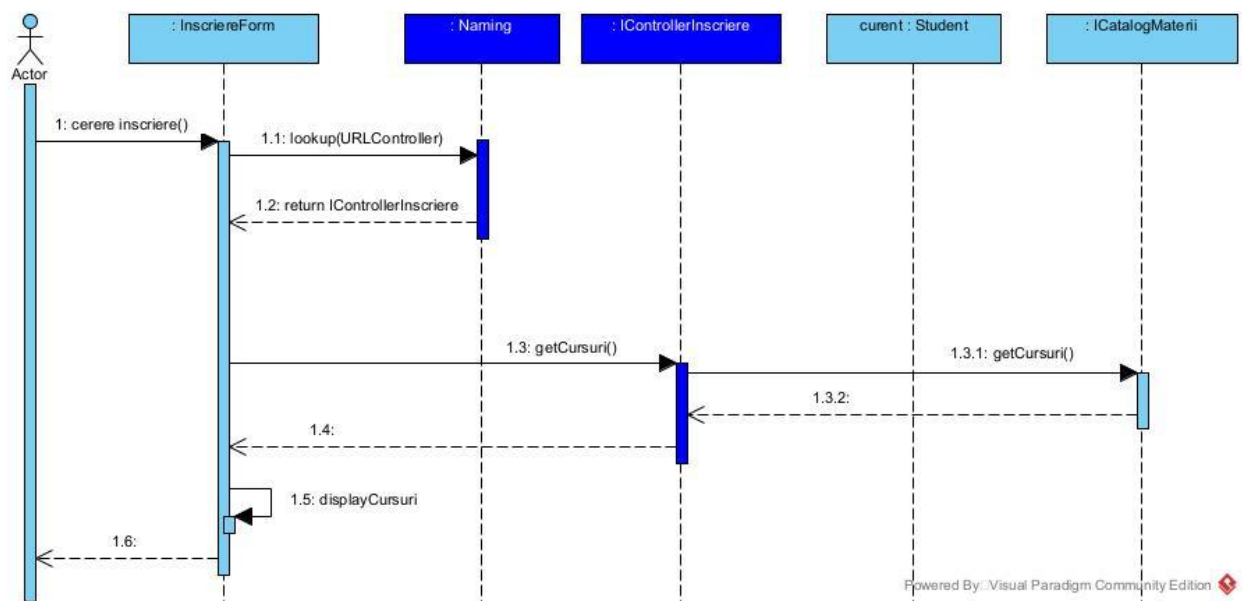 : InscriereForm
: Naming
: IControllerInscriere
curent : Student
: ICatalogMaterii
Actor
1: cerere inscriere()
1.1: lookup(URLController)
1.2: return IControllerInscriere
1.3: getCursuri()
1.3.1: getCursuri()
1.3.2:
1.4:
1.5: displayCursuri
1.6:
Powered By Visual Paradigm Community Edition